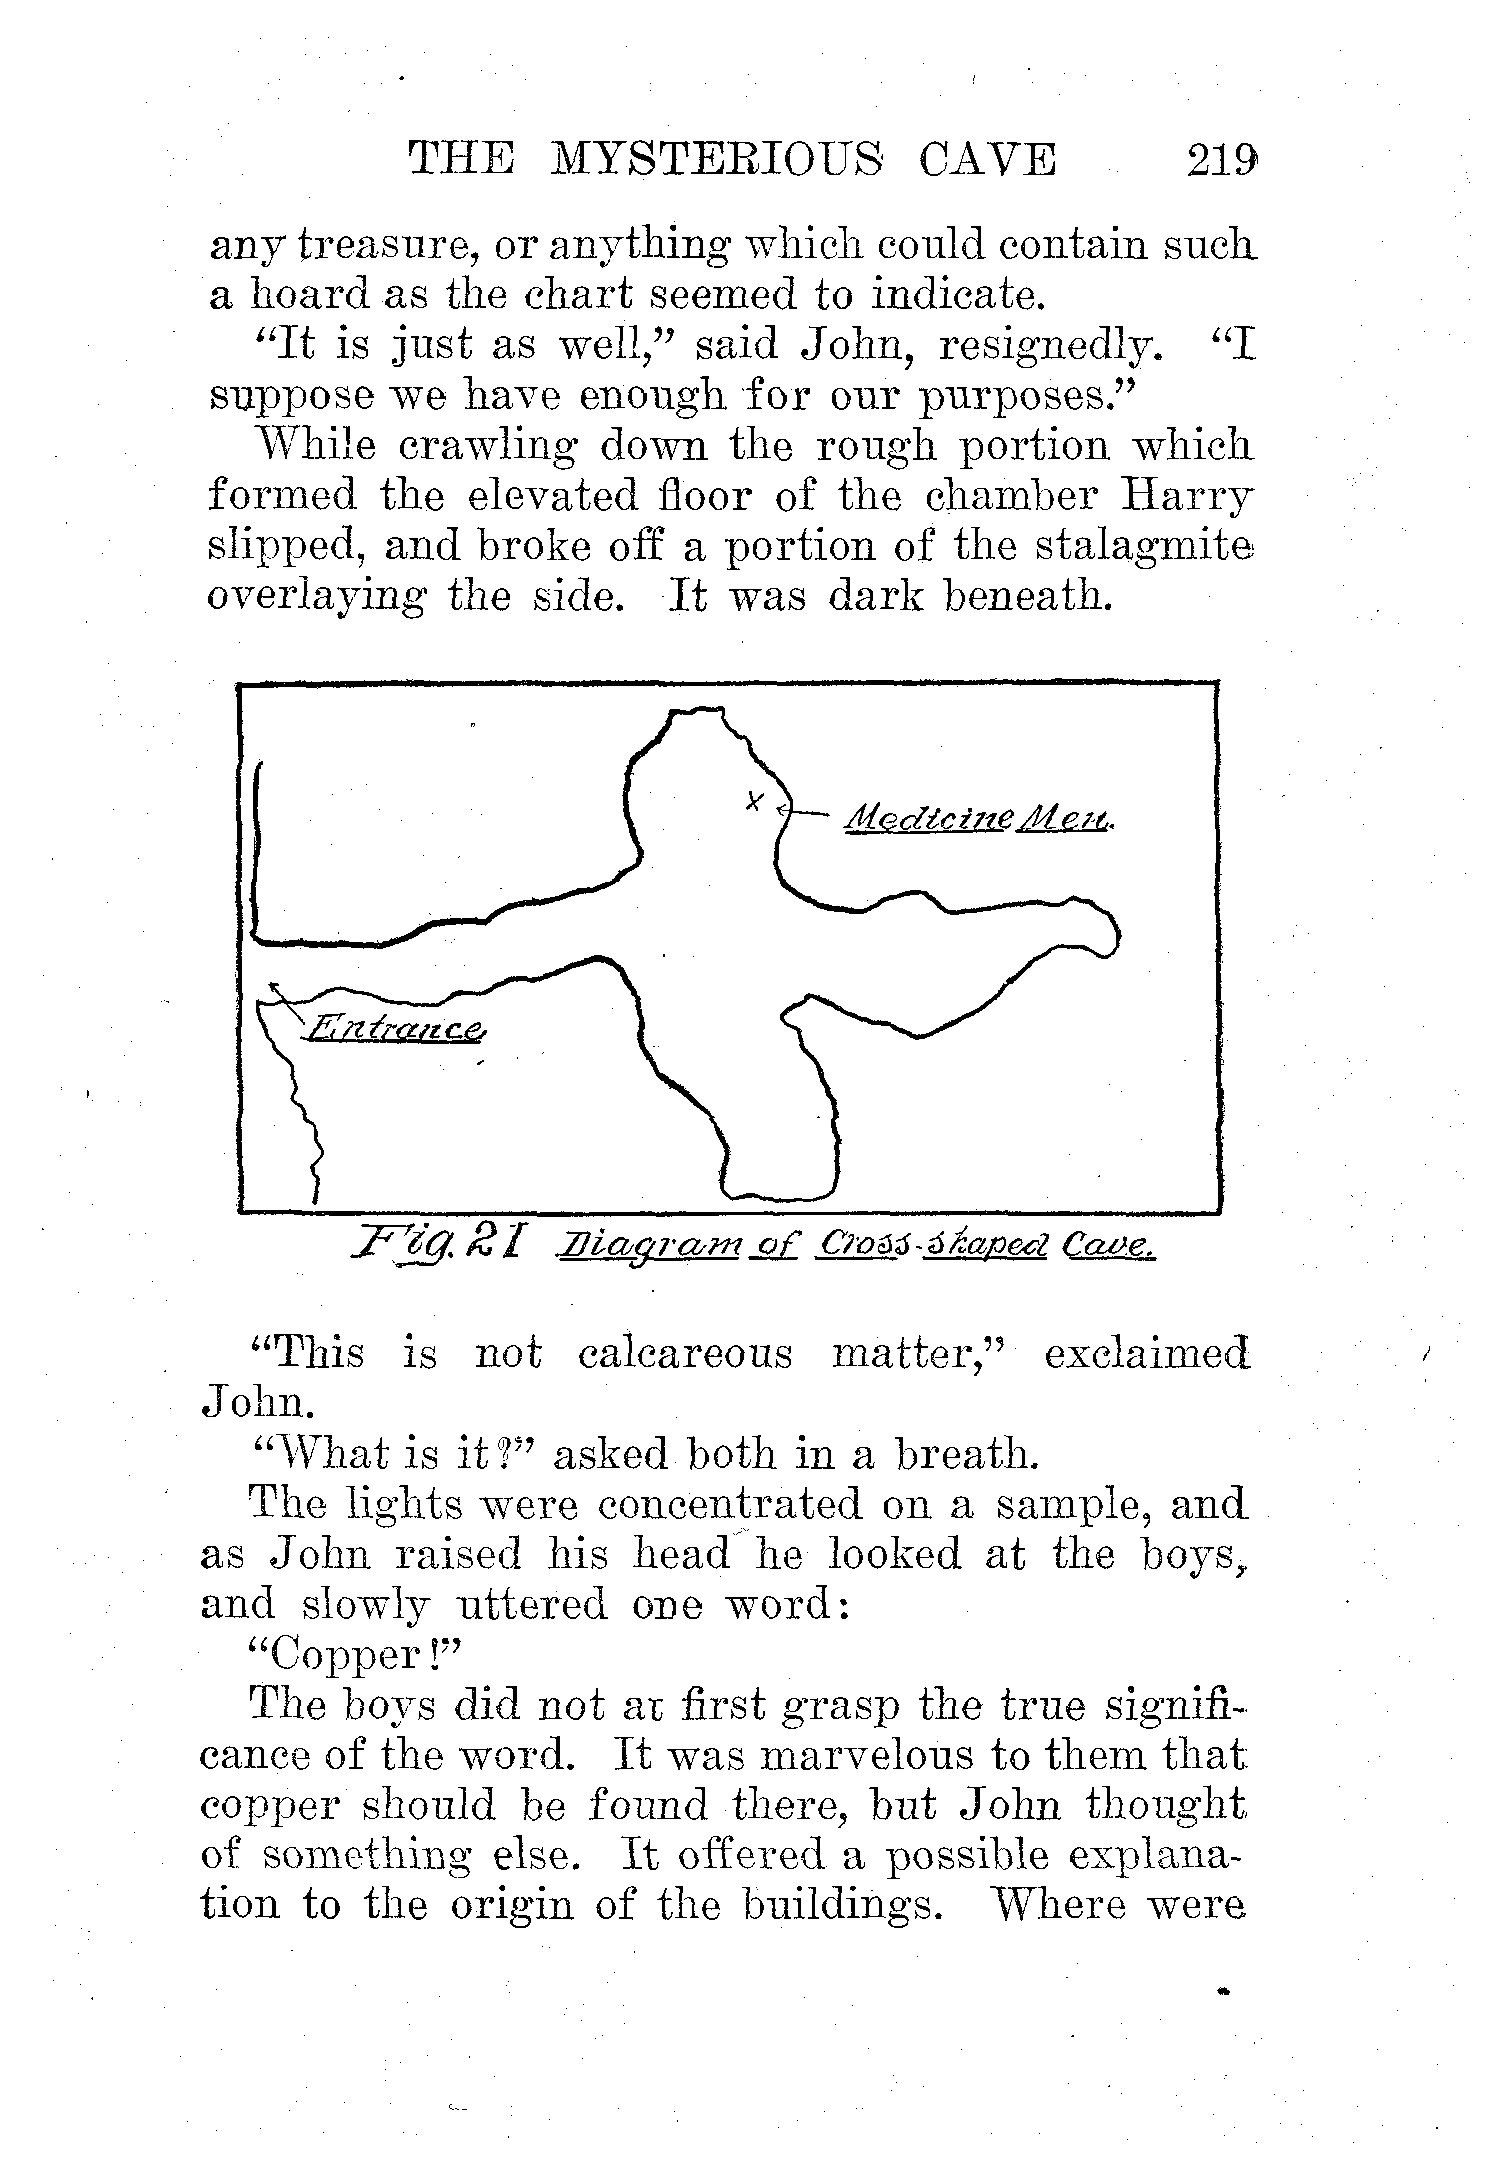 THE MYSTERIOUS CAVE 219
any treasure, or anything which could contain such
a hoard as the chart seemed to indicate.
"It is just as well," said John, resignedly. "I
suppose we have enough for our purposes."
While crawling down the rough portion which
formed the elevated floor of the chamber Harry
slipped, and broke off a portion of the stalagmite
overlaying the side. It was dark beneath.
X
Medicine Men.
Entrance
Fig. 21 Diagram of Cross-shaped Cave.
"This is not calcareous matter," exclaimed
John.
"What is it?" asked both in a breath.
The lights were concentrated on a sample, and
as John raised his head he looked at the boys,
and slowly uttered one word:
"Copper!"
The boys did not at first grasp the true signifi-
cance of the word. It was marvelous to them that
copper should be found there, but John thought
of something else. It offered a possible explana-
tion to the origin of the buildings. Where were